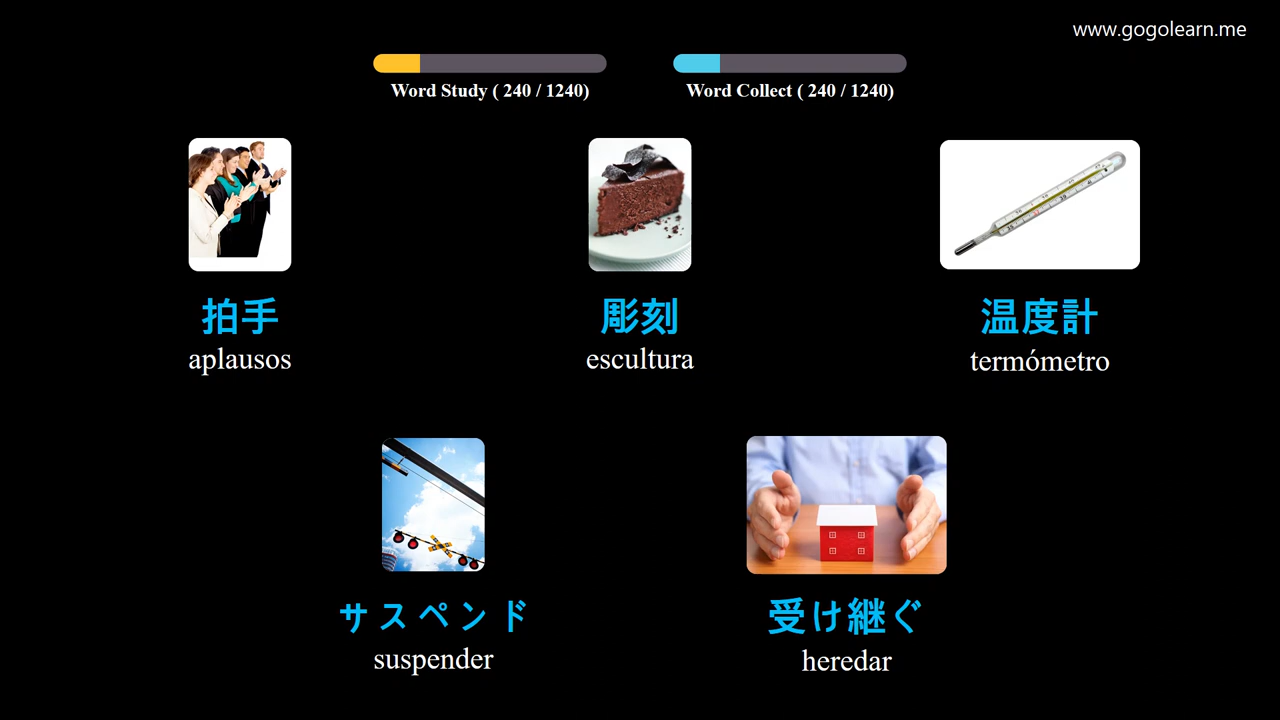 www.gogolearn.me
Word Study ( 240 / 1240)
Word Collect ( 240 / 1240)
拍手
aplausos
彫刻
escultura
温度計
termómetro
サスペンド
suspender
受け継ぐ
heredar